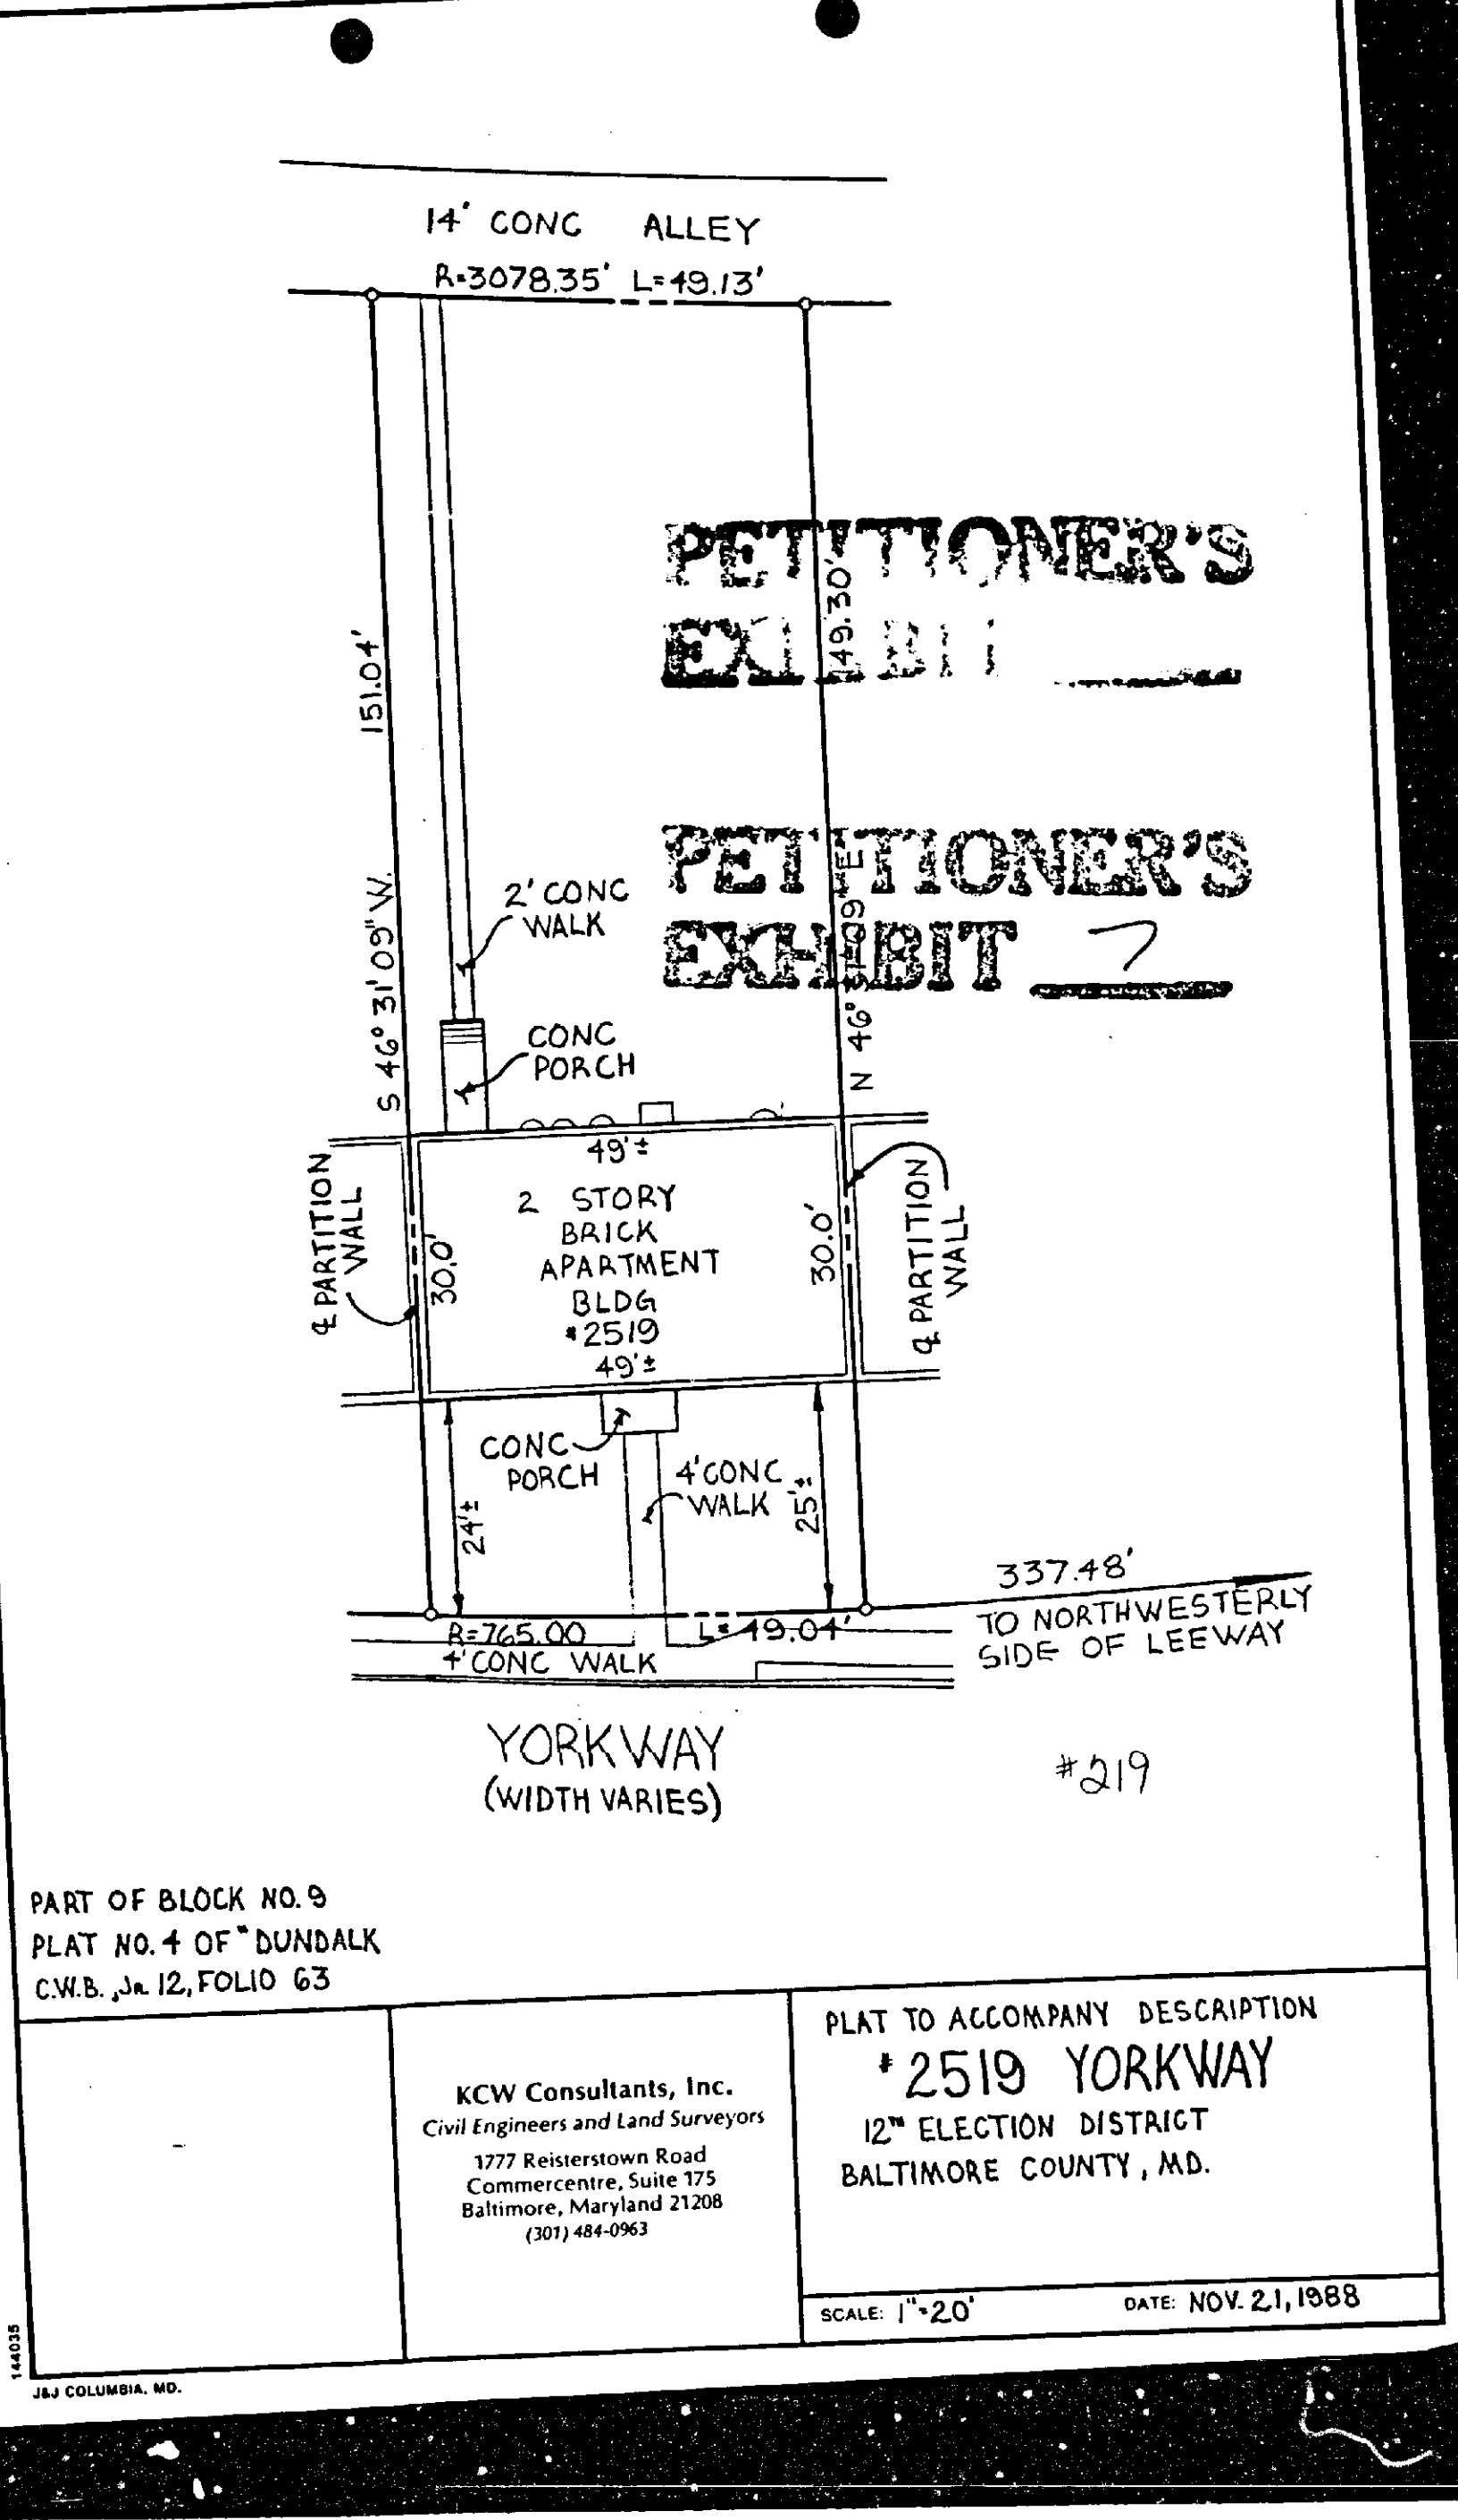 14' CONC ALLEY
R=3078.35' L=49.13'
PETITIONER'S
EXHIBIT
151.04'
149.30'
PETITIONER'S
EXHIBIT 7
S 46° 31' 09" W.
N 46° 31' 09" E
2' CONC
WALK
CONC
PORCH
49'±
2 STORY
BRICK
APARTMENT
BLDG
#2519
49'±
30.0'
30.0'
℄ PARTITION
WALL
℄ PARTITION
WALL
CONC
PORCH
4' CONC
WALK
24'±
25'±
337.48'
TO NORTHWESTERLY
SIDE OF LEEWAY
R=765.00 L=49.04'
4' CONC WALK
YORKWAY
(WIDTH VARIES)
#219
PART OF BLOCK NO. 9
PLAT NO. 4 OF "DUNDALK
C.W.B., Jr. 12, FOLIO 63
KCW Consultants, Inc.
Civil Engineers and Land Surveyors
1777 Reisterstown Road
Commercentre, Suite 175
Baltimore, Maryland 21208
(301) 484-0963
PLAT TO ACCOMPANY DESCRIPTION
#2519 YORKWAY
12TH ELECTION DISTRICT
BALTIMORE COUNTY, MD.
SCALE: 1"=20' DATE: NOV. 21, 1988
144035
J&J COLUMBIA, MD.